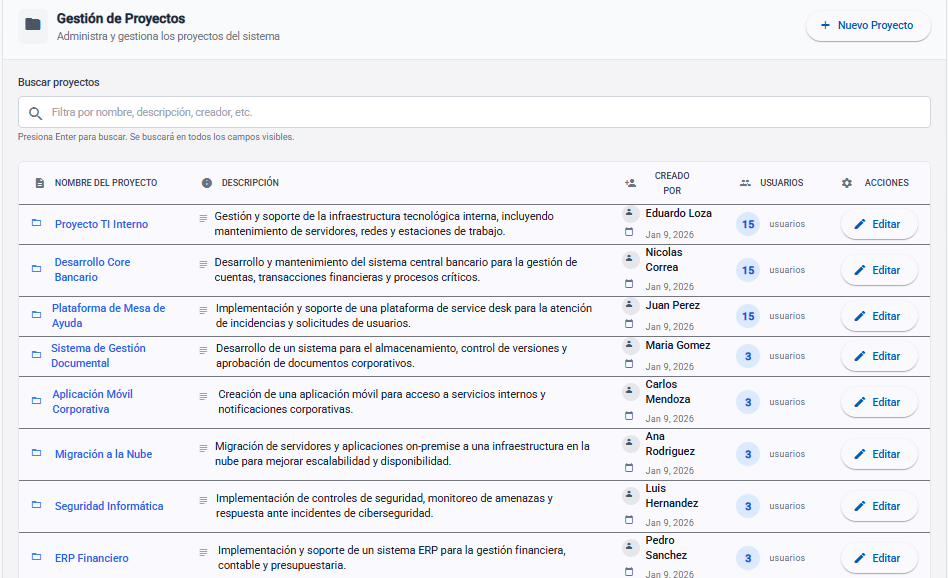 Gestión de Proyectos
Administra y gestiona los proyectos del sistema
+ Nuevo Proyecto
Buscar proyectos
Filtra por nombre, descripción, creador, etc.
Presiona Enter para buscar. Se buscará en todos los campos visibles.
NOMBRE DEL PROYECTO
DESCRIPCIÓN
CREADO
POR
USUARIOS
ACCIONES
Proyecto TI Interno
Gestión y soporte de la infraestructura tecnológica interna, incluyendo
mantenimiento de servidores, redes y estaciones de trabajo.
Eduardo Loza
Jan 9, 2026
15 usuarios
Editar
Desarrollo Core
Bancario
Desarrollo y mantenimiento del sistema central bancario para la gestión de
cuentas, transacciones financieras y procesos críticos.
Nicolas
Correa
Jan 9, 2026
15 usuarios
Editar
Plataforma de Mesa de
Ayuda
Implementación y soporte de una plataforma de service desk para la atención
de incidencias y solicitudes de usuarios.
Juan Perez
Jan 9, 2026
15 usuarios
Editar
Sistema de Gestión
Documental
Desarrollo de un sistema para el almacenamiento, control de versiones y
aprobación de documentos corporativos.
Maria Gomez
Jan 9, 2026
3 usuarios
Editar
Aplicación Móvil
Corporativa
Creación de una aplicación móvil para acceso a servicios internos y
notificaciones corporativas.
Carlos
Mendoza
Jan 9, 2026
3 usuarios
Editar
Migración a la Nube
Migración de servidores y aplicaciones on-premise a una infraestructura en la
nube para mejorar escalabilidad y disponibilidad.
Ana
Rodriguez
Jan 9, 2026
3 usuarios
Editar
Seguridad Informática
Implementación de controles de seguridad, monitoreo de amenazas y
respuesta ante incidentes de ciberseguridad.
Luis
Hernandez
Jan 9, 2026
3 usuarios
Editar
ERP Financiero
Implementación y soporte de un sistema ERP para la gestión financiera,
contable y presupuestaria.
Pedro
Sanchez
Jan 9, 2026
3 usuarios
Editar